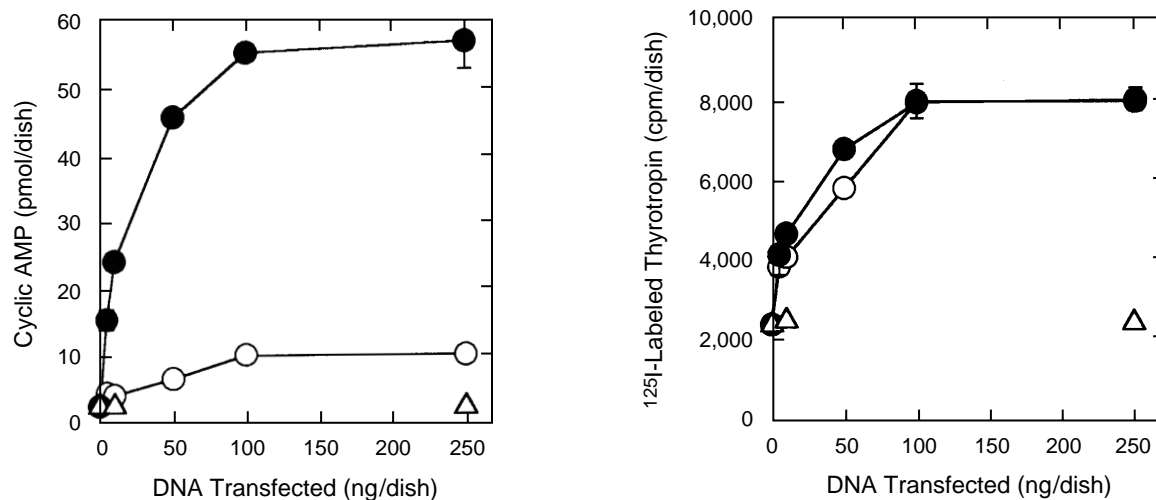 Cyclic AMP (pmol/dish)
60
50
40
30
20
10
0
0 50 100 150 200 250
DNA Transfected (ng/dish)
¹²⁵I-Labeled Thyrotropin (cpm/dish)
10,000
8,000
6,000
4,000
2,000
0
0 50 100 150 200 250
DNA Transfected (ng/dish)